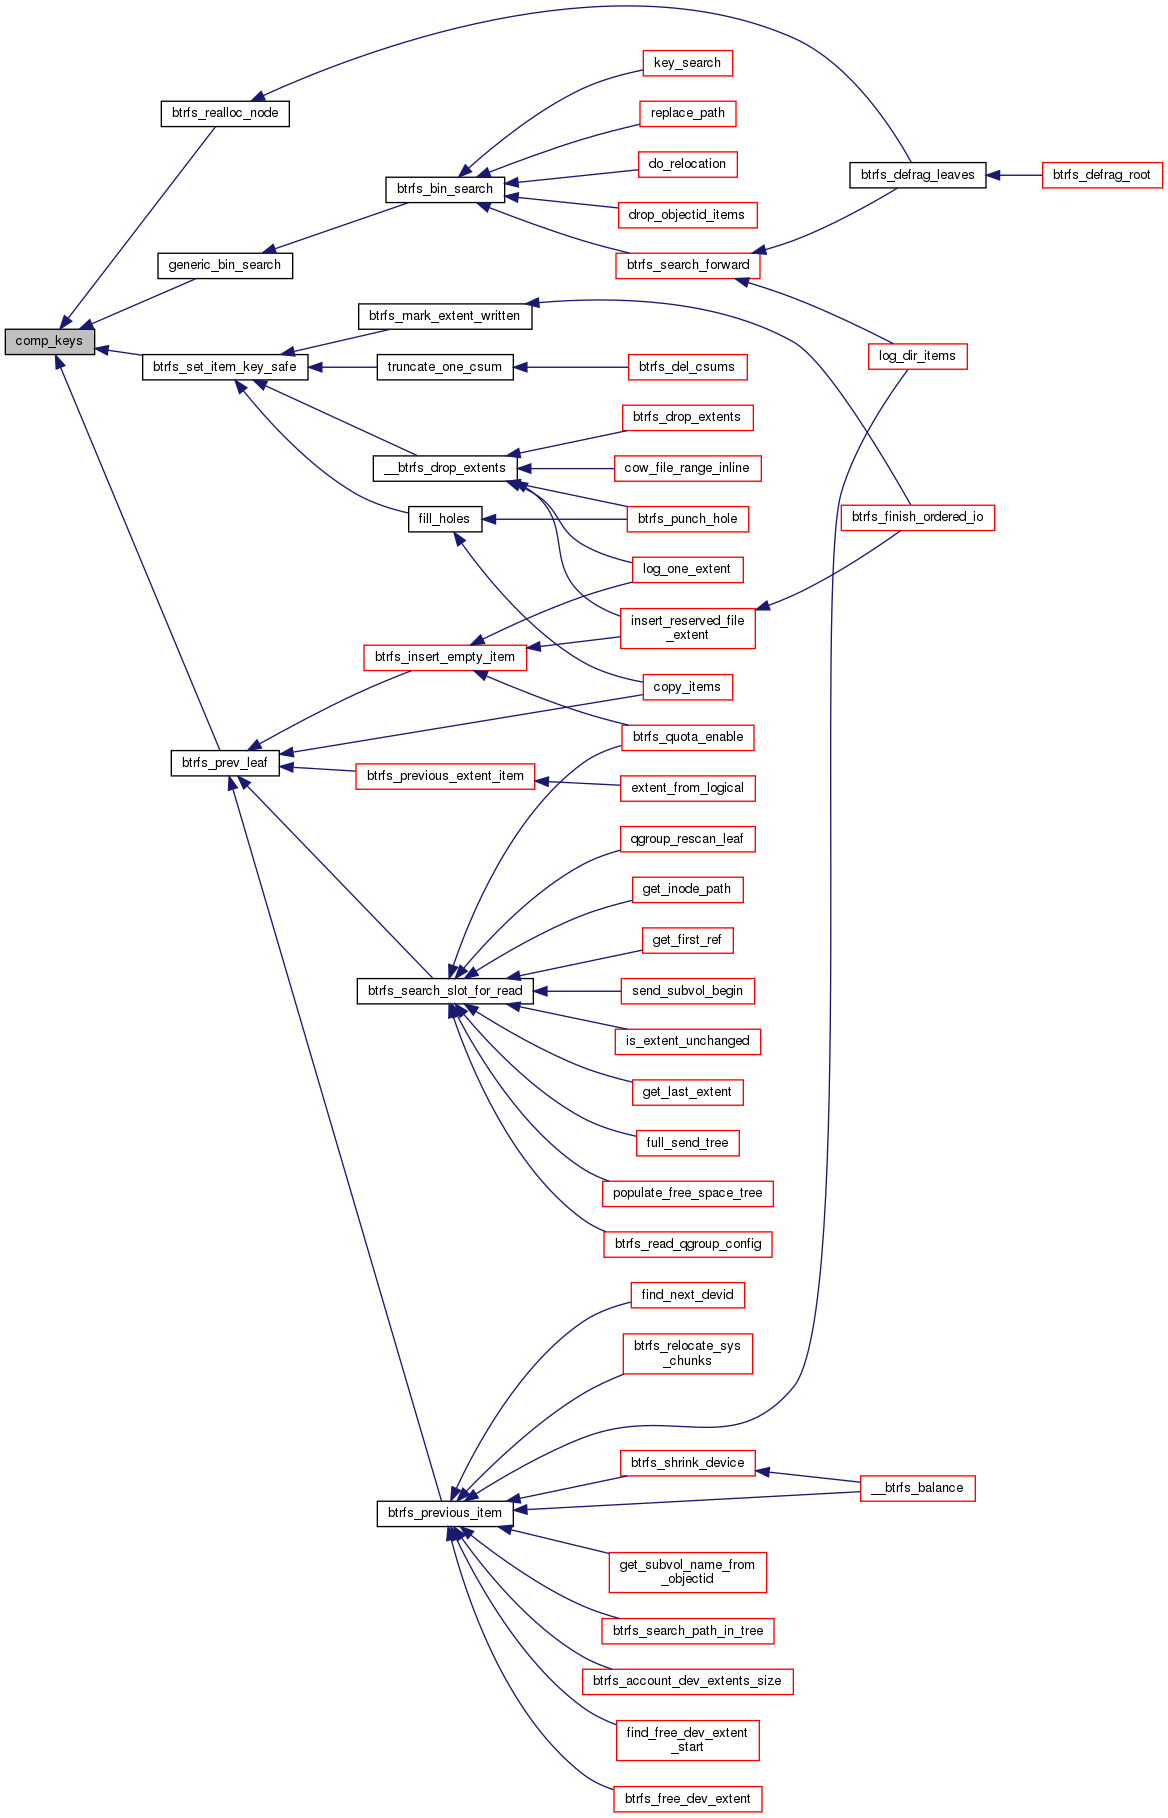 key_search
btrfs_realloc_node
replace_path
do_relocation
btrfs_defrag_leaves
btrfs_defrag_root
btrfs_bin_search
drop_objectid_items
generic_bin_search
btrfs_search_forward
btrfs_mark_extent_written
comp_keys
log_dir_items
btrfs_set_item_key_safe
truncate_one_csum
btrfs_del_csums
btrfs_drop_extents
__btrfs_drop_extents
cow_file_range_inline
fill_holes
btrfs_punch_hole
btrfs_finish_ordered_io
log_one_extent
insert_reserved_file
_extent
btrfs_insert_empty_item
copy_items
btrfs_quota_enable
btrfs_prev_leaf
btrfs_previous_extent_item
extent_from_logical
qgroup_rescan_leaf
get_inode_path
get_first_ref
btrfs_search_slot_for_read
send_subvol_begin
is_extent_unchanged
get_last_extent
full_send_tree
populate_free_space_tree
btrfs_read_qgroup_config
find_next_devid
btrfs_relocate_sys
_chunks
btrfs_shrink_device
__btrfs_balance
btrfs_previous_item
get_subvol_name_from
_objectid
btrfs_search_path_in_tree
btrfs_account_dev_extents_size
find_free_dev_extent
_start
btrfs_free_dev_extent